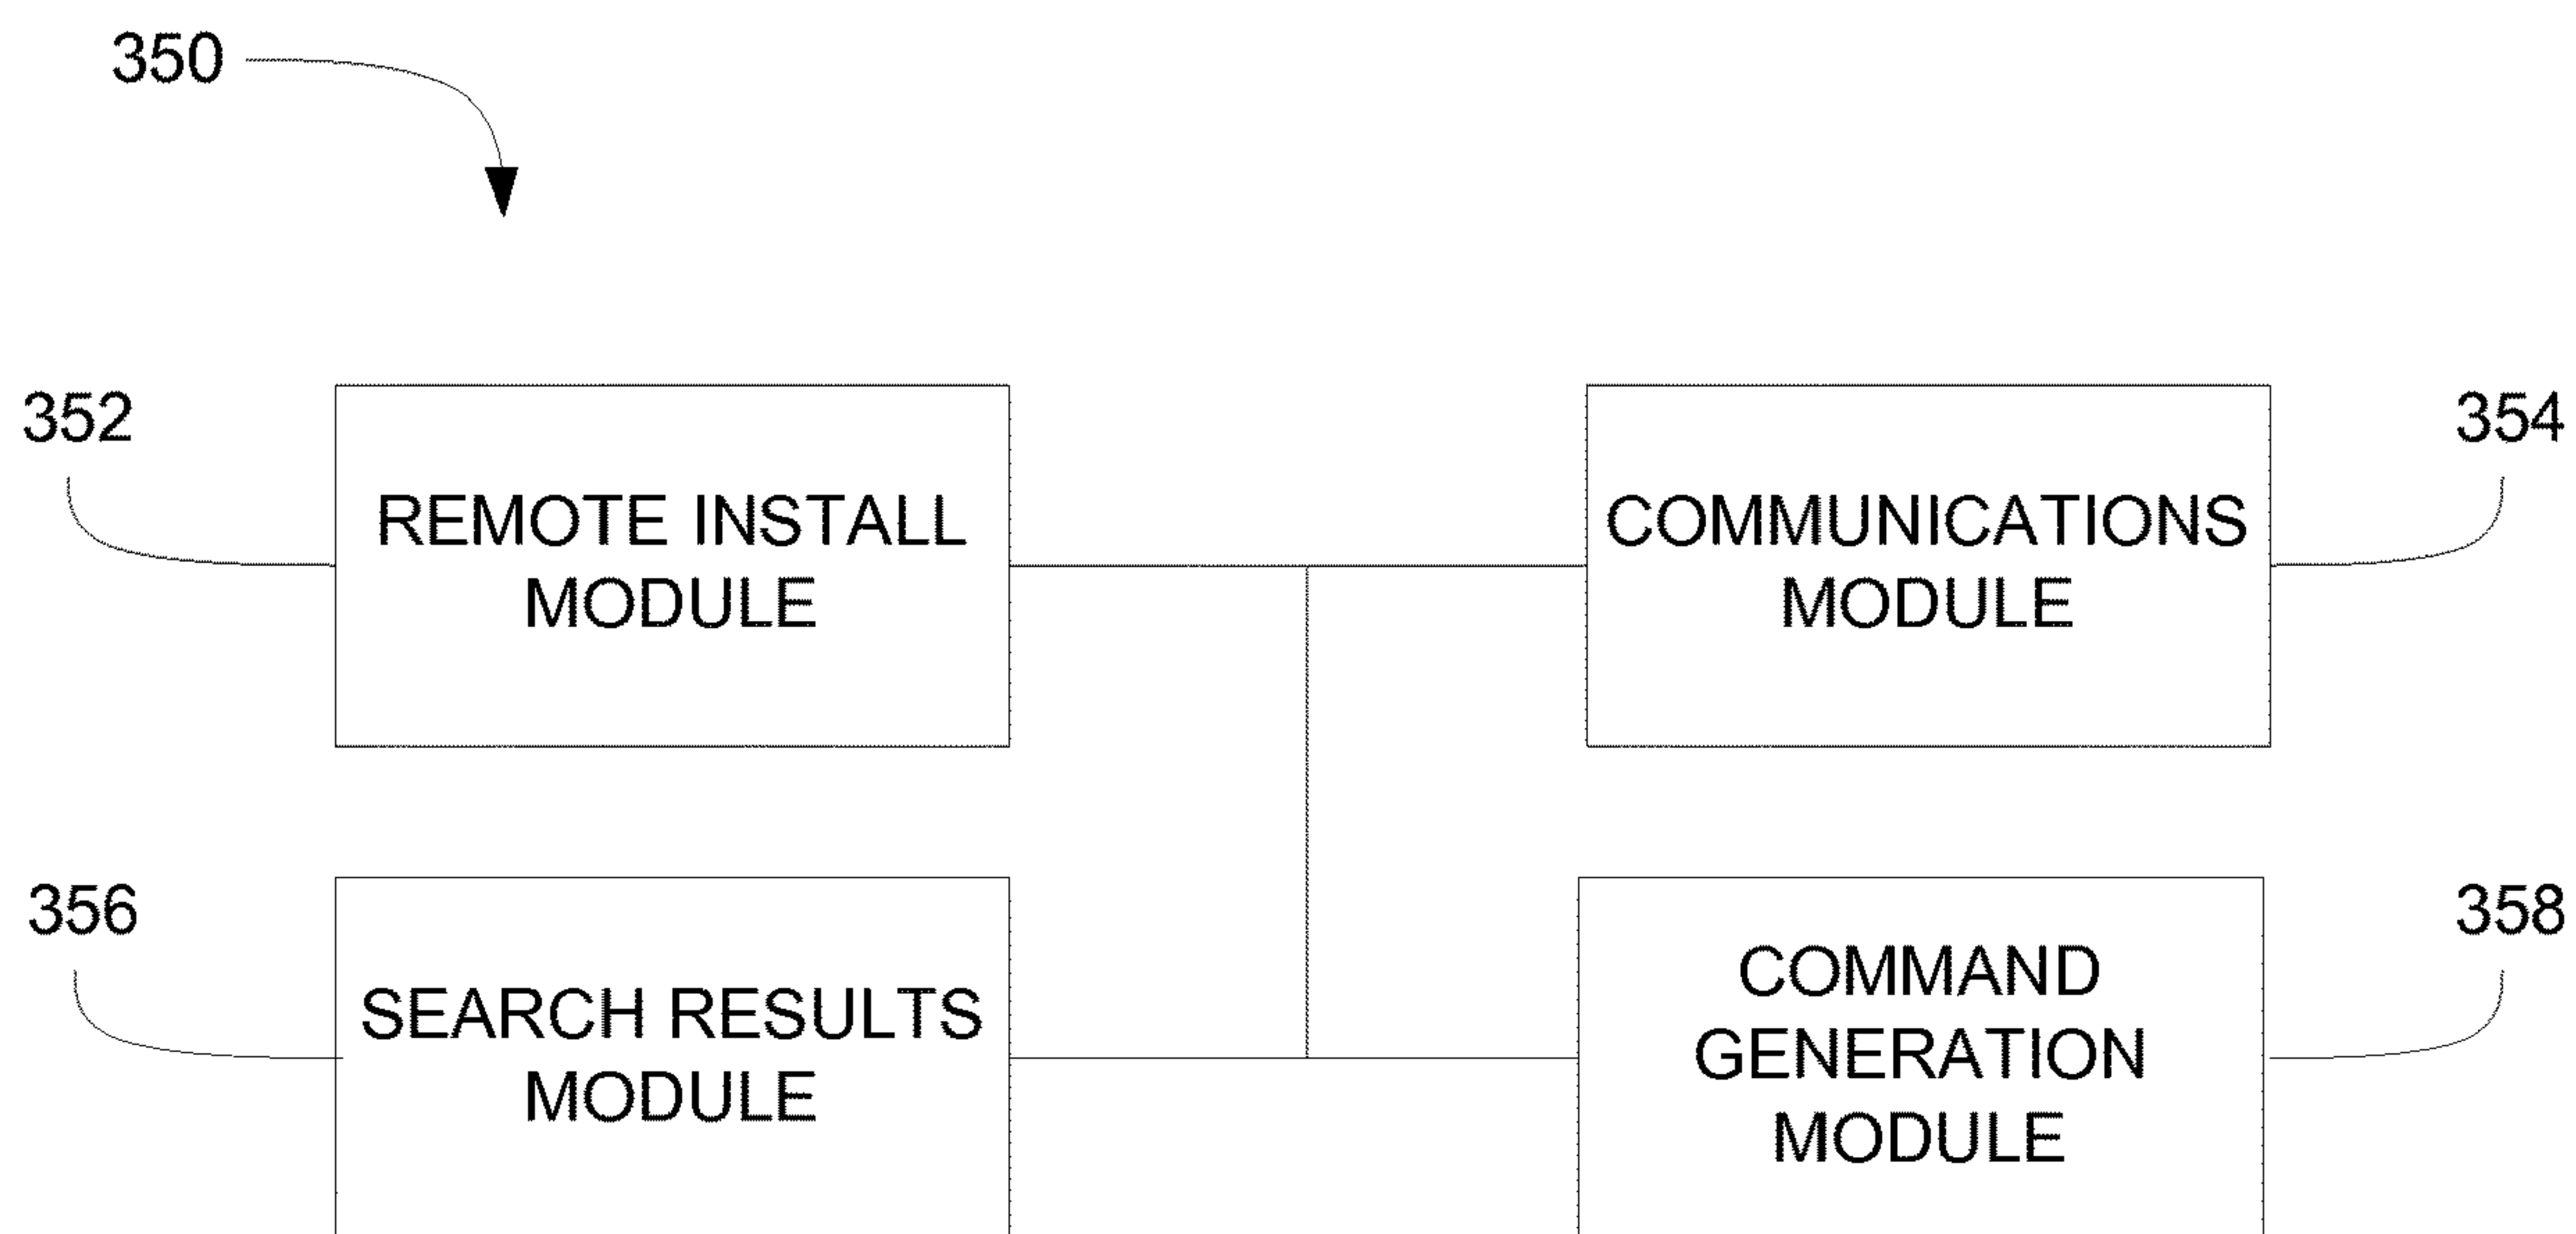 350
352
REMOTE INSTALL
MODULE
COMMUNICATIONS
MODULE
354
356
SEARCH RESULTS
MODULE
COMMAND
GENERATION
MODULE
358